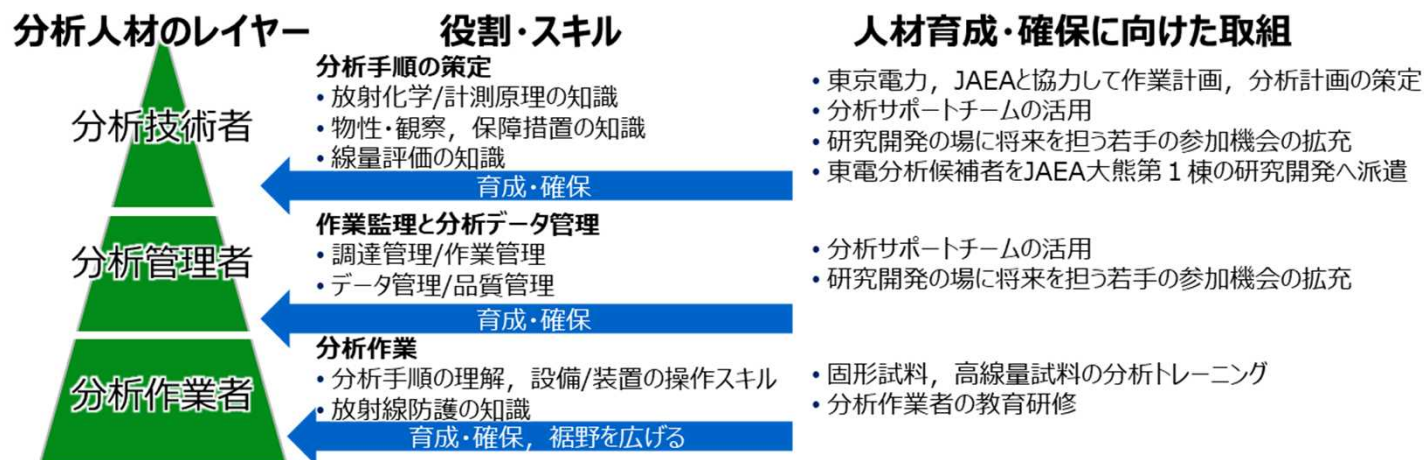 分析人材のレイヤー
役割・スキル
人材育成・確保に向けた取組
分析技術者
分析手順の策定
• 放射化学/計測原理の知識
• 物性・観察，保障措置の知識
• 線量評価の知識
育成・確保
• 東京電力，JAEAと協力して作業計画，分析計画の策定
• 分析サポートチームの活用
• 研究開発の場に将来を担う若手の参加機会の拡充
• 東電分析候補者をJAEA大熊第１棟の研究開発へ派遣
分析管理者
作業監理と分析データ管理
• 調達管理/作業管理
• データ管理/品質管理
育成・確保
• 分析サポートチームの活用
• 研究開発の場に将来を担う若手の参加機会の拡充
分析作業者
分析作業
• 分析手順の理解，設備/装置の操作スキル
• 放射線防護の知識
育成・確保，裾野を広げる
• 固形試料，高線量試料の分析トレーニング
• 分析作業者の教育研修